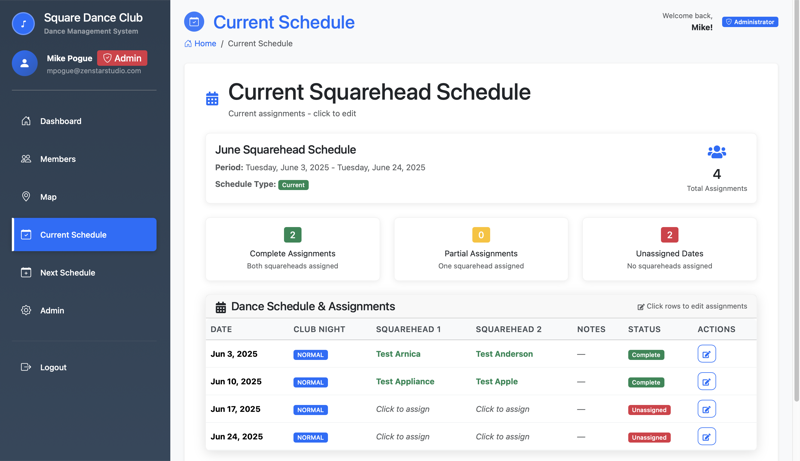 Square Dance Club
Dance Management System
Mike Pogue Admin
mpogue@zenstarstudio.com
Dashboard
Members
Map
Current Schedule
Next Schedule
Admin
Logout
Current Schedule
Home / Current Schedule
Welcome back,
Mike!
Administrator
Current Squarehead Schedule
Current assignments - click to edit
June Squarehead Schedule
Period: Tuesday, June 3, 2025 - Tuesday, June 24, 2025
Schedule Type: Current
4
Total Assignments
2
Complete Assignments
Both squareheads assigned
0
Partial Assignments
One squarehead assigned
2
Unassigned Dates
No squareheads assigned
Dance Schedule & Assignments
Click rows to edit assignments
DATE CLUB NIGHT SQUAREHEAD 1 SQUAREHEAD 2 NOTES STATUS ACTIONS
Jun 3, 2025 NORMAL Test Arnica Test Anderson — Complete
Jun 10, 2025 NORMAL Test Appliance Test Apple — Complete
Jun 17, 2025 NORMAL Click to assign Click to assign — Unassigned
Jun 24, 2025 NORMAL Click to assign Click to assign — Unassigned